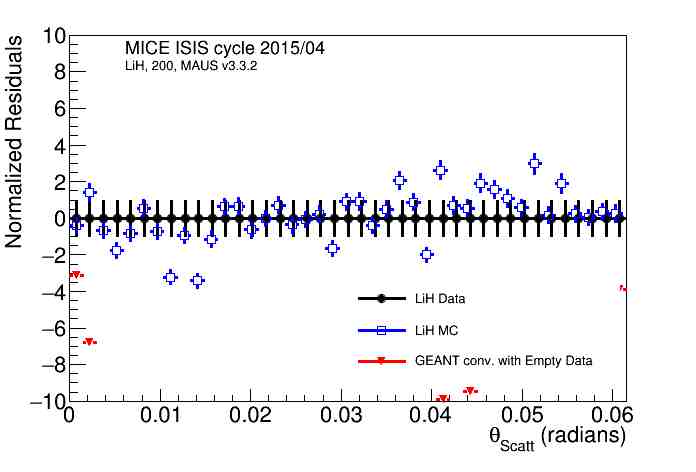 MICE ISIS cycle 2015/04
LiH, 200, MAUS v3.3.2
Normalized Residuals
10
8
6
4
2
0
−2
−4
−6
−8
−10
LiH Data
LiH MC
GEANT conv. with Empty Data
0 0.01 0.02 0.03 0.04 0.05 0.06
θScatt (radians)